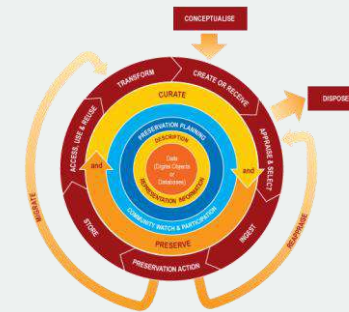 CONCEPTUALISE
DISPOSE
CREATE OR RECEIVE
APPRAISE & SELECT
INGEST
PRESERVATION ACTION
STORE
ACCESS, USE & REUSE
TRANSFORM
MIGRATE
REAPPRAISE
CURATE
and
PRESERVE
and
PRESERVATION PLANNING
COMMUNITY WATCH & PARTICIPATION
DESCRIPTION
REPRESENTATION INFORMATION
Data
(Digital Objects
or
Databases)